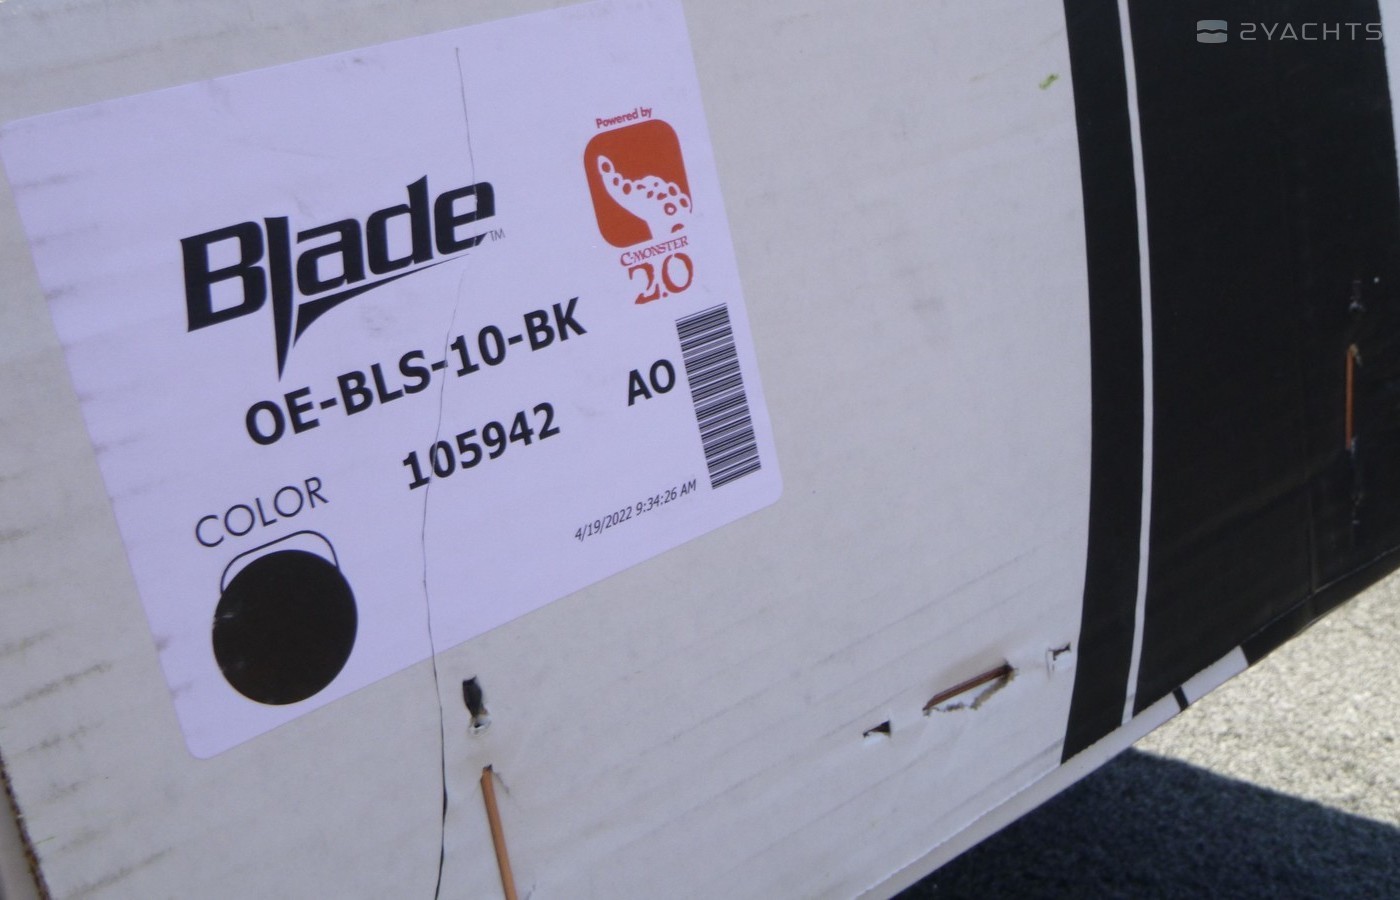 2YACHTS
Powered by
C-MONSTER
2.0
Blade™
OE-BLS-10-BK
105942
AO
COLOR
4/19/2022 9:34:26 AM